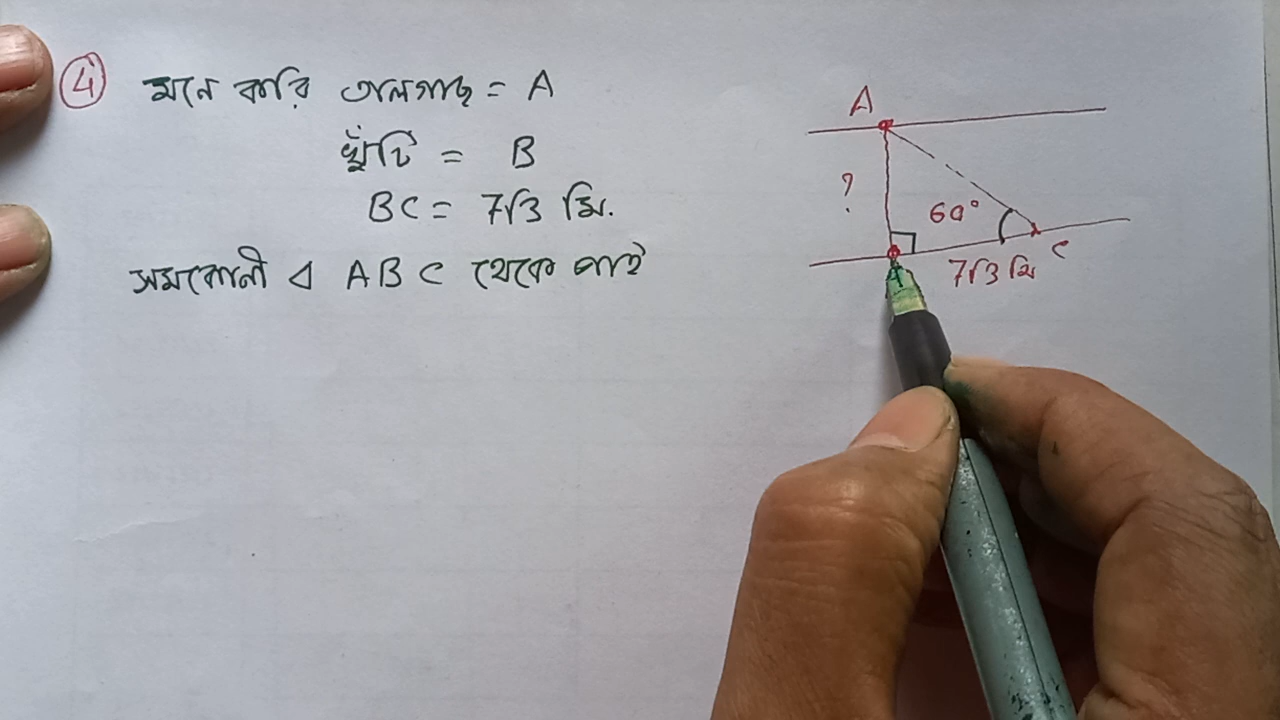 4 মনে করি তালগাছ = A
খুঁটি = B
BC = 7√3 মি.
সমকোনী Δ ABC থেকে পাই
A
?
60°
C
7√3 মি